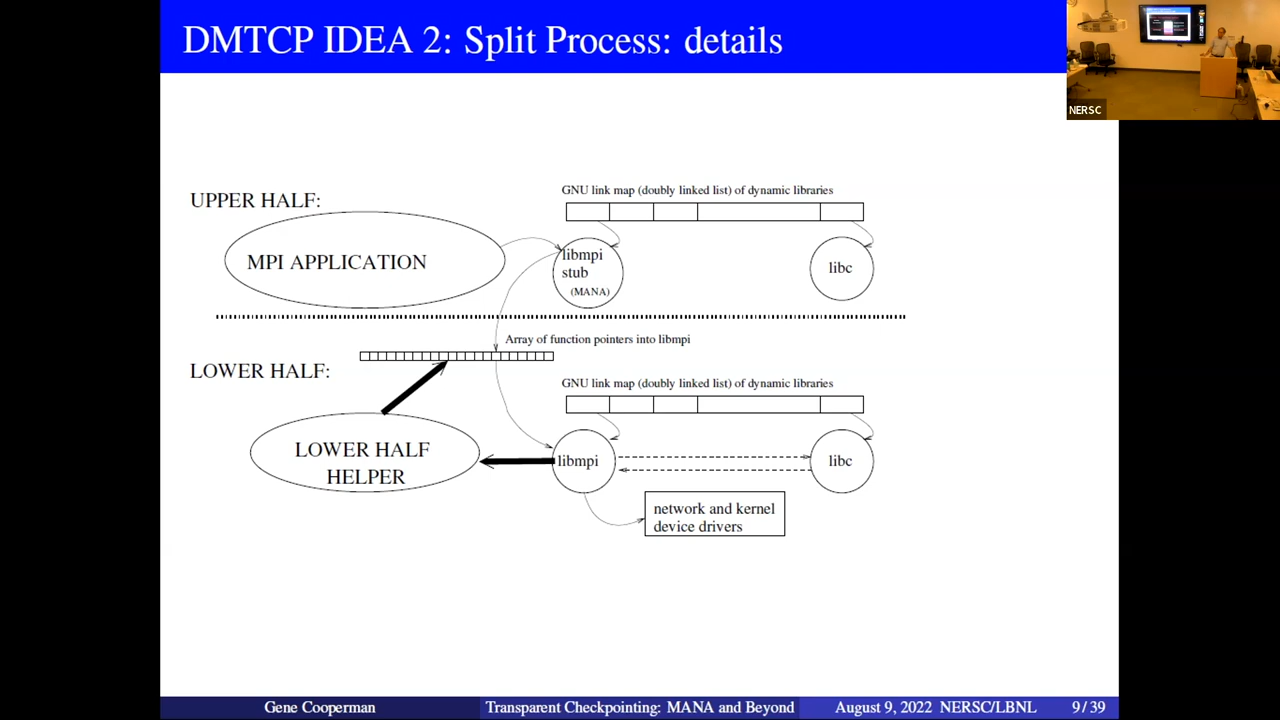 DMTCP IDEA 2: Split Process: details
NERSC
GNU link map (doubly linked list) of dynamic libraries
UPPER HALF:
MPI APPLICATION
libmpi
stub
(MANA)
libc
Array of function pointers into libmpi
LOWER HALF:
GNU link map (doubly linked list) of dynamic libraries
LOWER HALF
HELPER
libmpi
libc
network and kernel
device drivers
Gene Cooperman
Transparent Checkpointing: MANA and Beyond
August 9, 2022 NERSC/LBNL
9 / 39